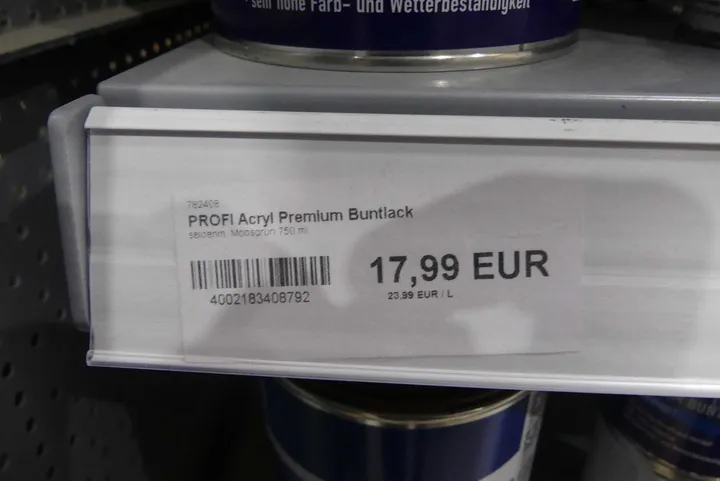 sehr hohe Farb- und Wetterbeständigkeit
782408
PROFI Acryl Premium Buntlack
seidenm. Moosgrün 750 ml
17,99 EUR
4002183408792
23,99 EUR / L